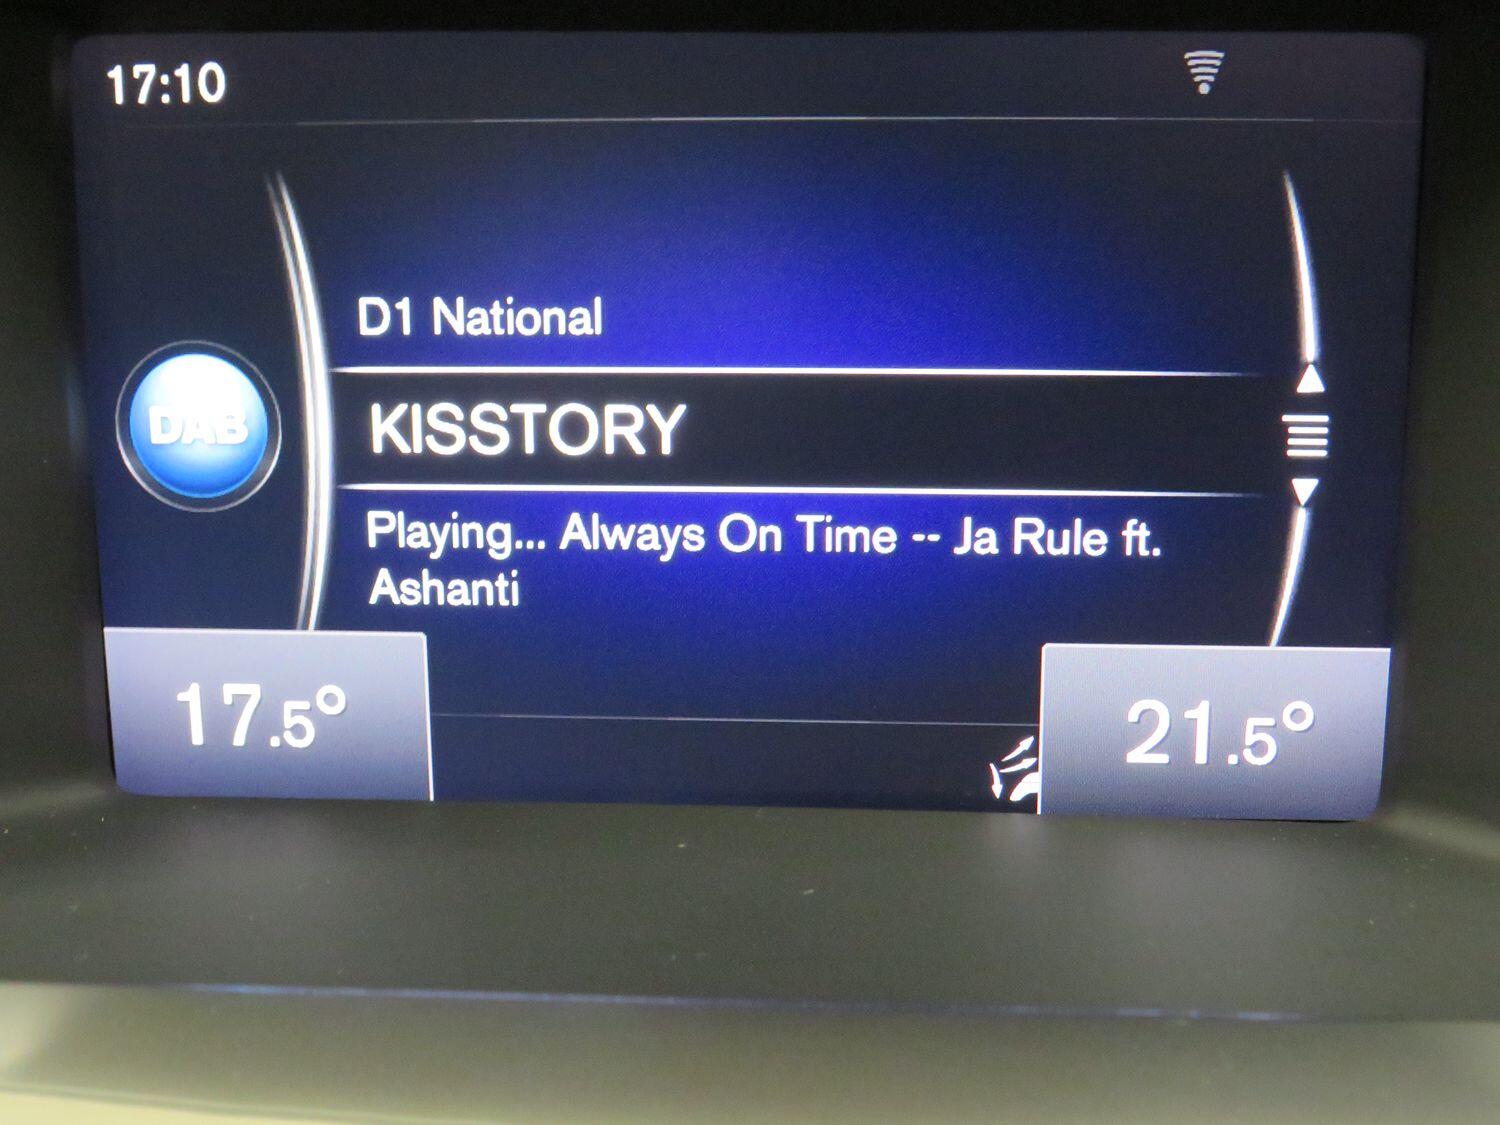 17:10
D1 National
DAB
KISSTORY
Playing... Always On Time -- Ja Rule ft.
Ashanti
17.5°
21.5°